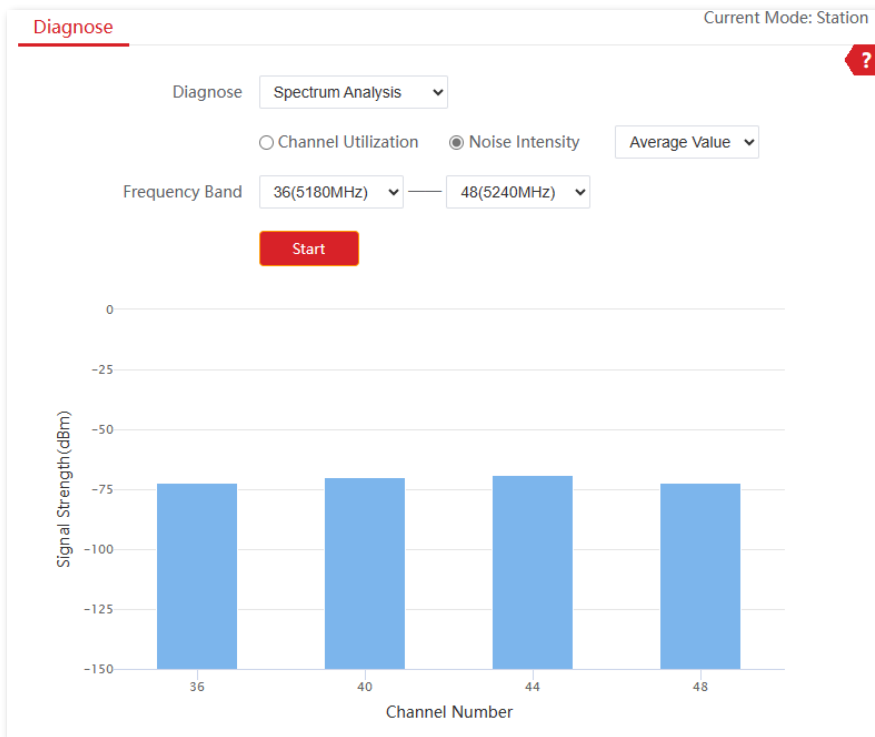 Diagnose
Current Mode: Station
?
Diagnose Spectrum Analysis
Channel Utilization Noise Intensity Average Value
Frequency Band 36(5180MHz) 48(5240MHz)
Start
0
-25
-50
-75
-100
-125
-150
Signal Strength(dBm)
36 40 44 48
Channel Number